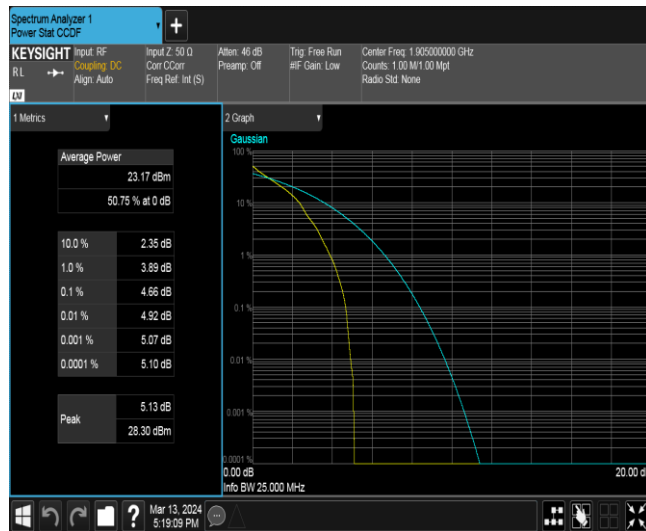 Spectrum Analyzer 1
Power Stat CCDF
KEYSIGHT
RL
LXI
Input: RF
Coupling: DC
Align: Auto
Input Z: 50 Ω
Corr CCorr
Freq Ref: Int (S)
Atten: 46 dB
Preamp: Off
Trig: Free Run
#IF Gain: Low
Center Freq: 1.905000000 GHz
Counts: 1.00 M/1.00 Mpt
Radio Std: None
1 Metrics
Average Power
23.17 dBm
50.75 % at 0 dB
10.0 % 2.35 dB
1.0 % 3.89 dB
0.1 % 4.66 dB
0.01 % 4.92 dB
0.001 % 5.07 dB
0.0001 % 5.10 dB
Peak
5.13 dB
28.30 dBm
2 Graph
Gaussian
100 %
10 %
1 %
0.1 %
0.01 %
0.001 %
0.0001 %
0.00 dB
20.00 d
Info BW 25.000 MHz
Mar 13, 2024
5:19:09 PM